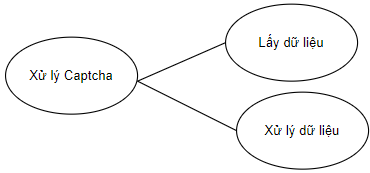 Xử lý Captcha
Lấy dữ liệu
Xử lý dữ liệu